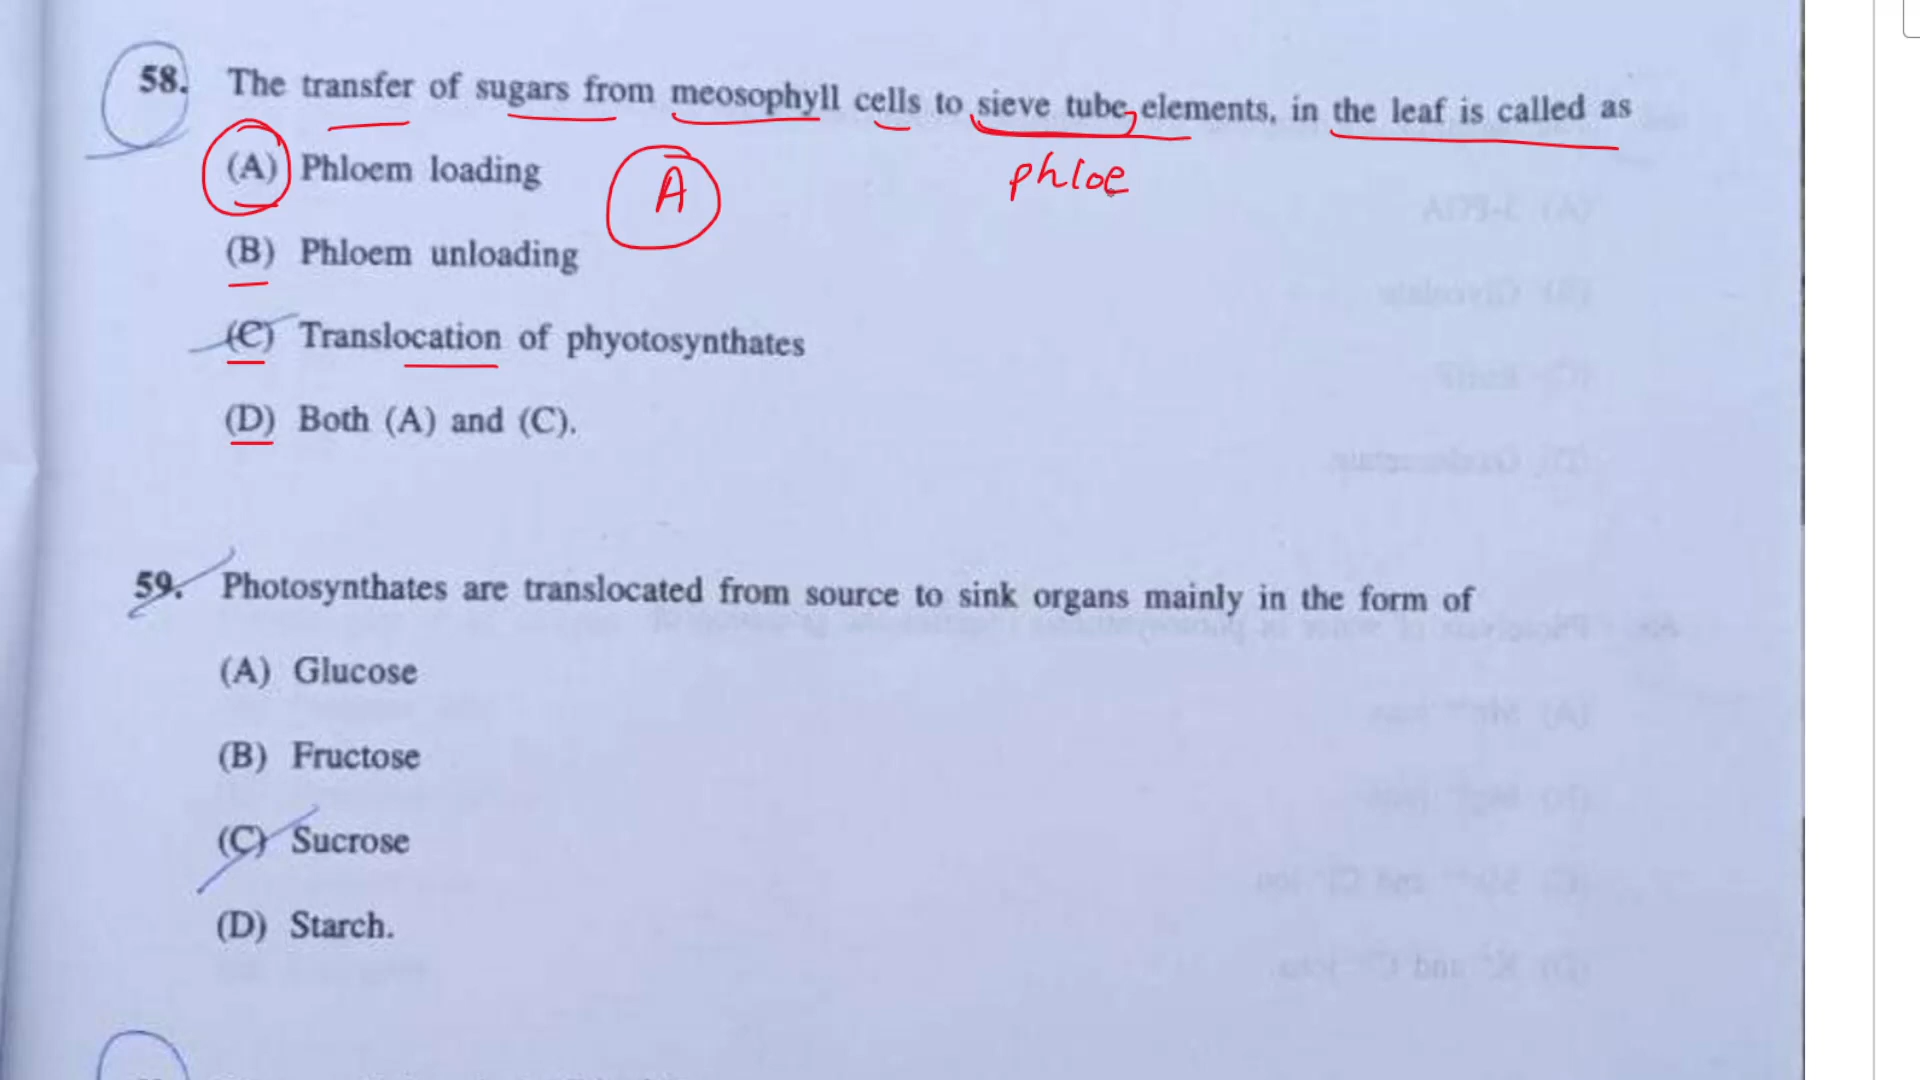 58. The transfer of sugars from meosophyll cells to sieve tube elements, in the leaf is called as
(A) Phloem loading
A
phloe
(B) Phloem unloading
(C) Translocation of phyotosynthates
(D) Both (A) and (C).
59. Photosynthates are translocated from source to sink organs mainly in the form of
(A) Glucose
(B) Fructose
(C) Sucrose
(D) Starch.